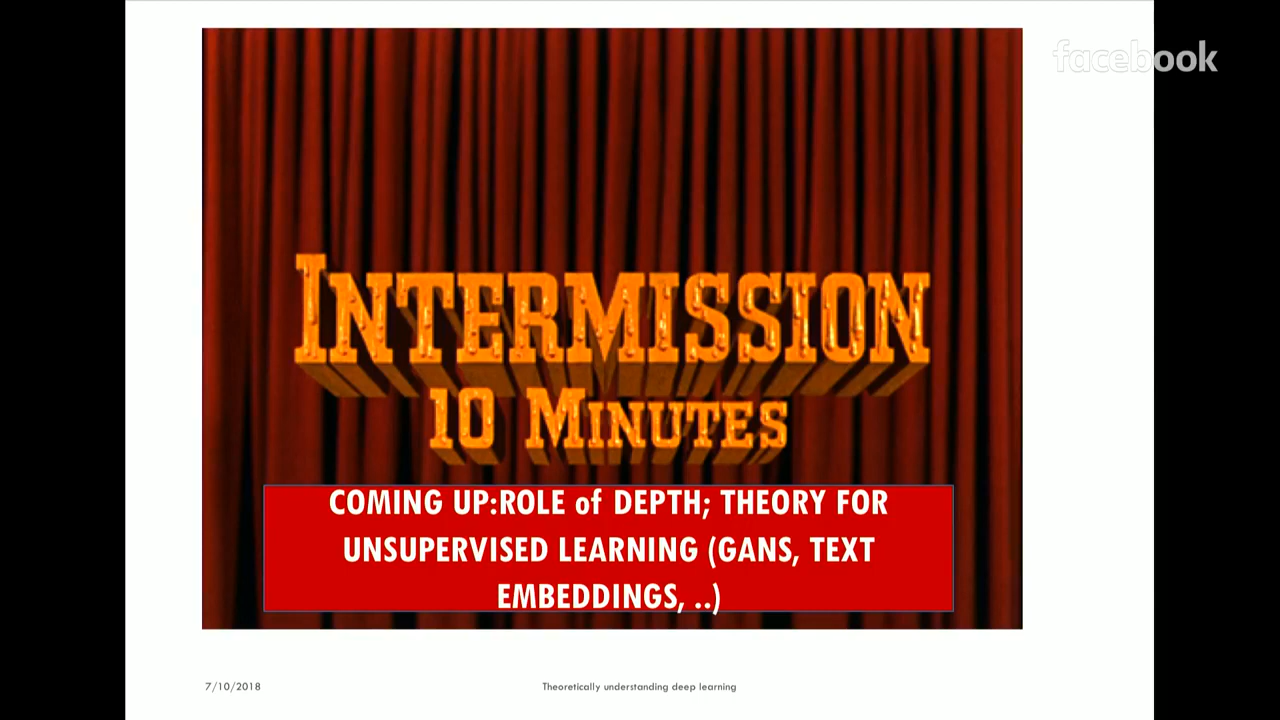 facebook
INTERMISSION
10 MINUTES
COMING UP:ROLE of DEPTH; THEORY FOR
UNSUPERVISED LEARNING (GANS, TEXT
EMBEDDINGS, ..)
7/10/2018
Theoretically understanding deep learning